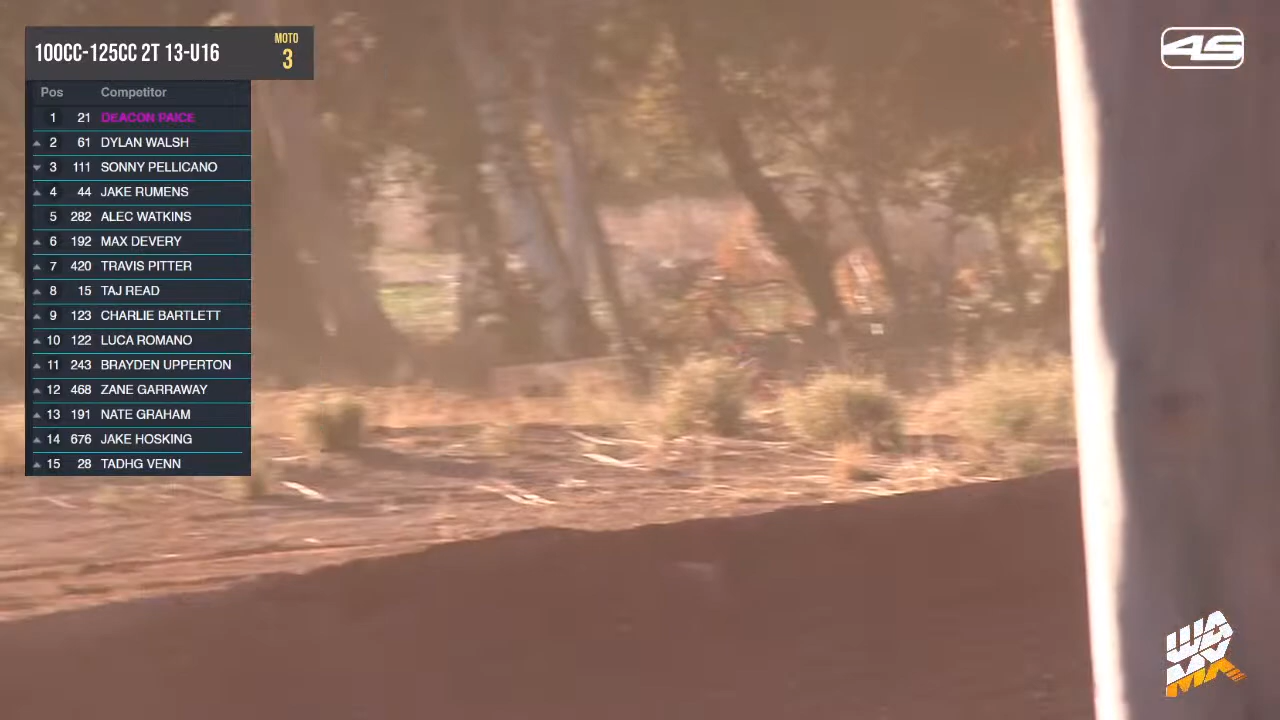 100CC-125CC 2T 13-U16
MOTO
3
Pos Competitor
1 21 DEACON PAICE
2 61 DYLAN WALSH
3 111 SONNY PELLICANO
4 44 JAKE RUMENS
5 282 ALEC WATKINS
6 192 MAX DEVERY
7 420 TRAVIS PITTER
8 15 TAJ READ
9 123 CHARLIE BARTLETT
10 122 LUCA ROMANO
11 243 BRAYDEN UPPERTON
12 468 ZANE GARRAWAY
13 191 NATE GRAHAM
14 676 JAKE HOSKING
15 28 TADHG VENN
4S
WA
MX